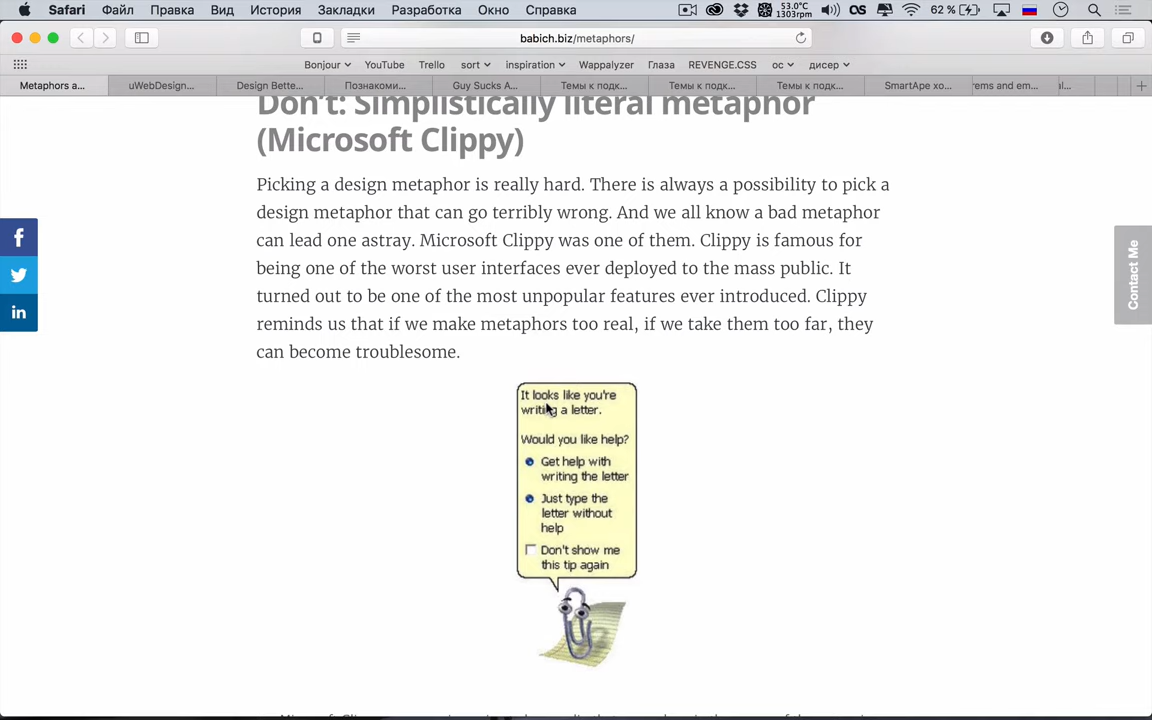 Safari Файл Правка Вид История Закладки Разработка Окно Справка 53.0°C 1303rpm 62 %
babich.biz/metaphors/
Bonjour YouTube Trello sort inspiration Wappalyzer Глаза REVENGE.CSS ос дисер
Metaphors a... uWebDesign... Design Bette... Познакоми... Guy Sucks A... Темы к подк... Темы к подк... Темы к подк... SmartApe хо... rems and em... l...
Don't: Simplistically literal metaphor
(Microsoft Clippy)
Picking a design metaphor is really hard. There is always a possibility to pick a
design metaphor that can go terribly wrong. And we all know a bad metaphor
can lead one astray. Microsoft Clippy was one of them. Clippy is famous for
being one of the worst user interfaces ever deployed to the mass public. It
turned out to be one of the most unpopular features ever introduced. Clippy
reminds us that if we make metaphors too real, if we take them too far, they
can become troublesome.
Contact Me
It looks like you're
writing a letter.
Would you like help?
Get help with
writing the letter
Just type the
letter without
help
Don't show me
this tip again